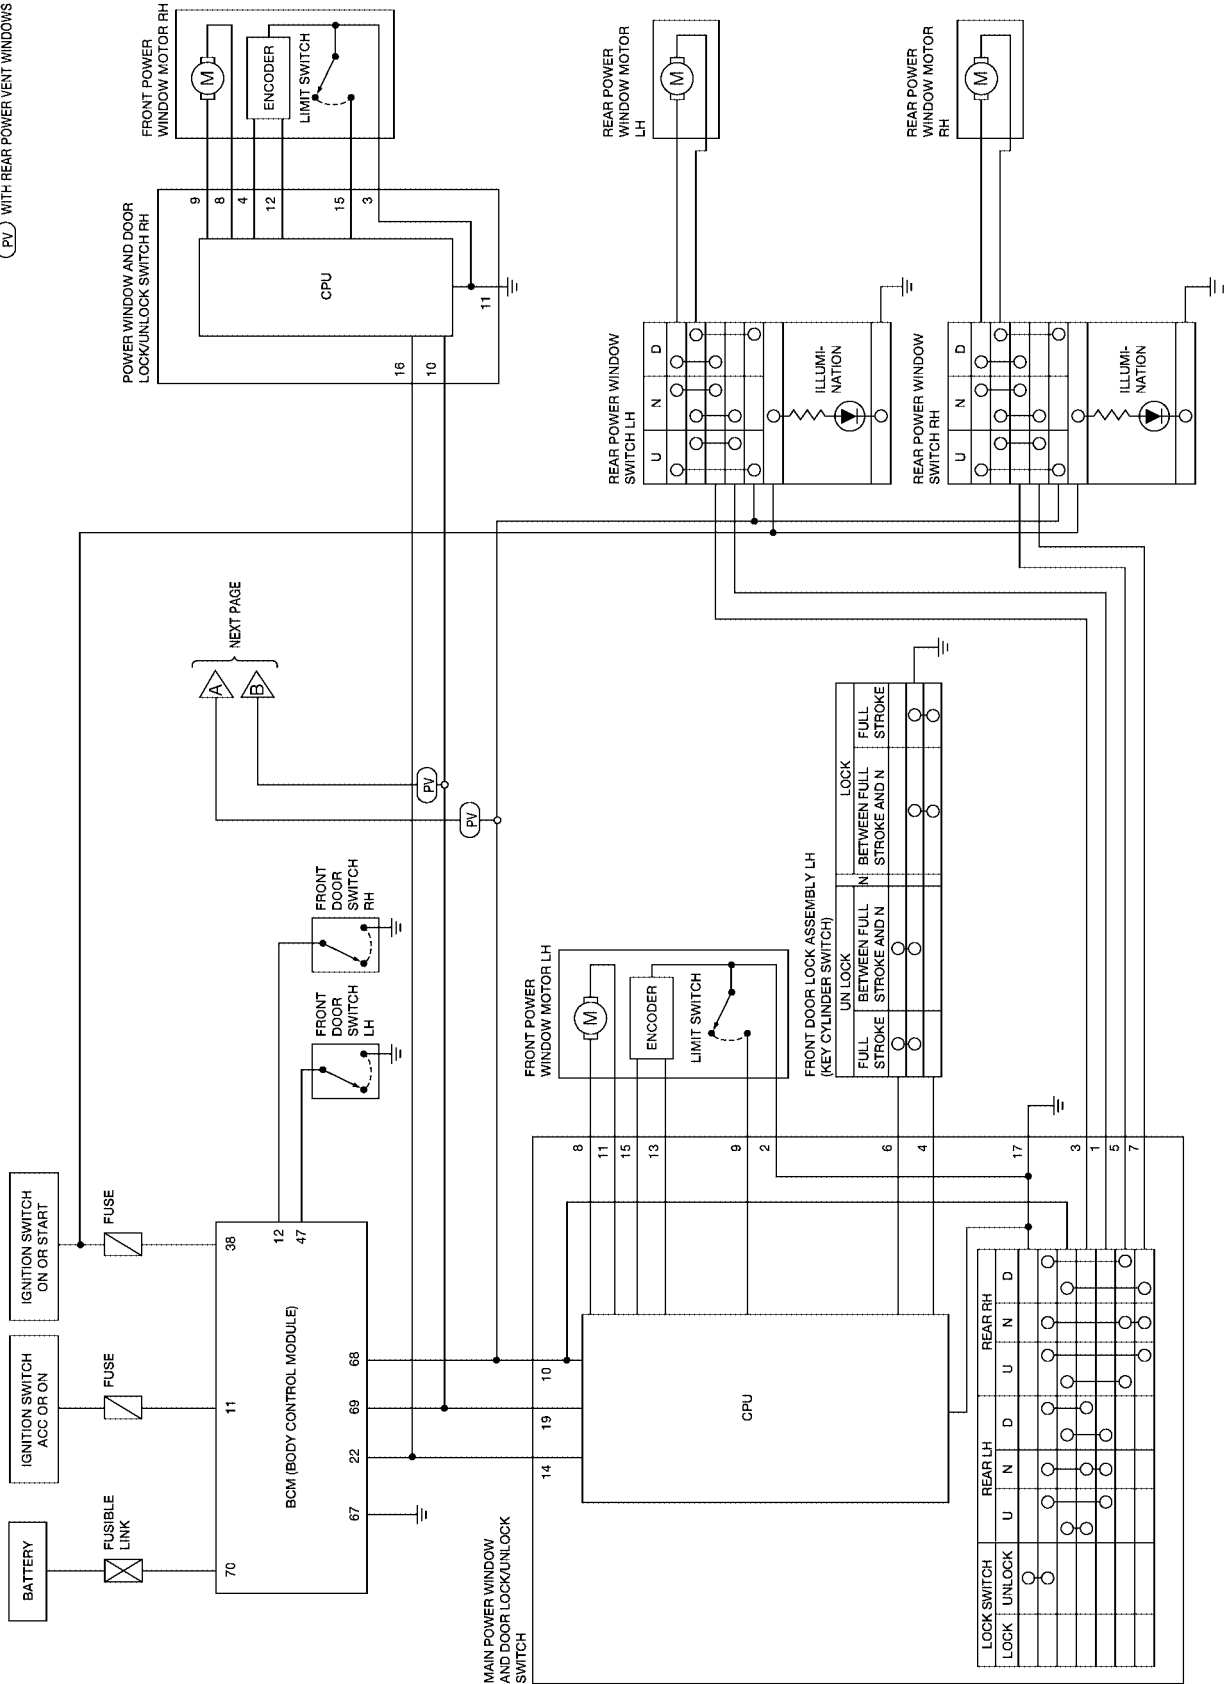 PV WITH REAR POWER VENT WINDOWS
BATTERY
IGNITION SWITCH
ACC OR ON
IGNITION SWITCH
ON OR START
FUSIBLE
LINK
FUSE
FUSE
70
11
38
12
47
BCM (BODY CONTROL MODULE)
67
22
69
68
FRONT
DOOR
SWITCH
LH
FRONT
DOOR
SWITCH
RH
A
B
NEXT PAGE
PV
PV
POWER WINDOW AND DOOR
LOCK/UNLOCK SWITCH RH
CPU
16
10
11
9
8
4
12
15
3
FRONT POWER
WINDOW MOTOR RH
M
ENCODER
LIMIT SWITCH
MAIN POWER WINDOW
AND DOOR LOCK/UNLOCK
SWITCH
14
19
10
CPU
8
11
15
13
9
2
6
4
17
3
1
5
7
FRONT POWER
WINDOW MOTOR LH
M
ENCODER
LIMIT SWITCH
FRONT DOOR LOCK ASSEMBLY LH
(KEY CYLINDER SWITCH)
UN LOCK
N
LOCK
FULL
STROKE
BETWEEN FULL
STROKE AND N
BETWEEN FULL
STROKE AND N
FULL
STROKE
LOCK SWITCH
REAR LH
REAR RH
LOCK
UNLOCK
U
N
D
U
N
D
REAR POWER WINDOW
SWITCH LH
U
N
D
ILLUMI-
NATION
REAR POWER
WINDOW MOTOR
LH
M
REAR POWER WINDOW
SWITCH RH
U
N
D
ILLUMI-
NATION
REAR POWER
WINDOW MOTOR
RH
M